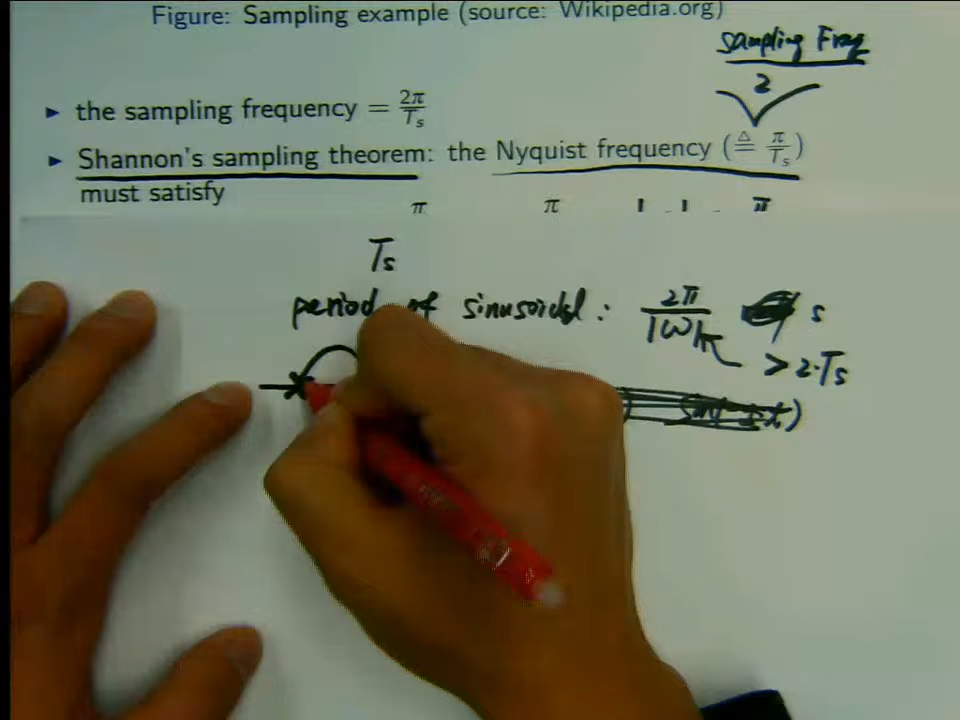 Figure: Sampling example (source: Wikipedia.org)
Sampling Freq
2
► the sampling frequency = 2π/Ts
► Shannon's sampling theorem: the Nyquist frequency (≜ π/Ts)
must satisfy
π π π
Ts
period of sinusoidal: 2π/|ω| s
> 2·Ts